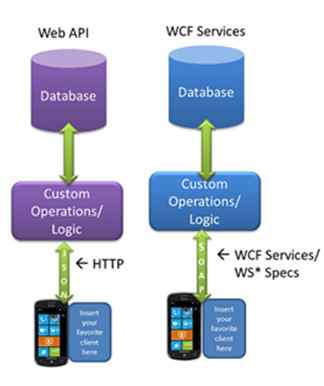 Web API
Database
Custom
Operations/
Logic
JSON
← HTTP
Insert
your
favorite
client
here
WCF Services
Database
Custom
Operations/
Logic
SOAP
← WCF Services/
WS* Specs
Insert
your
favorite
client
here